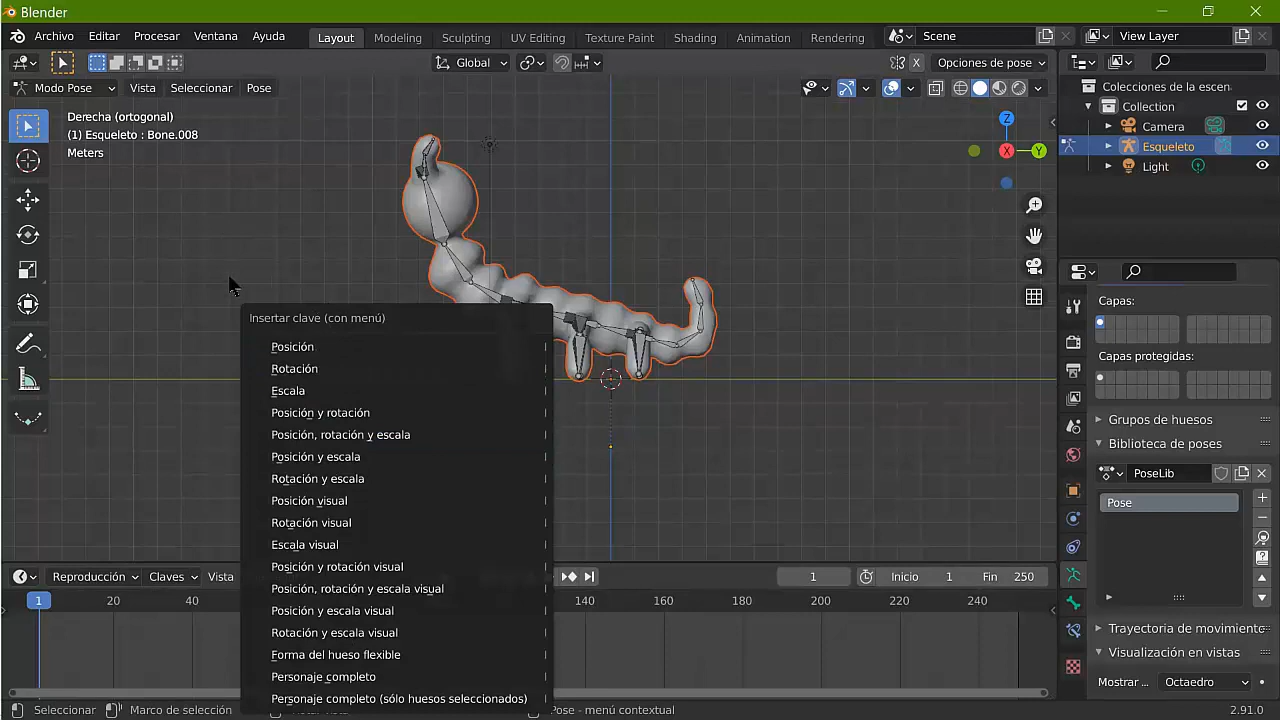 Blender
Archivo Editar Procesar Ventana Ayuda Layout Modeling Sculpting UV Editing Texture Paint Shading Animation Rendering Scene View Layer
Global X Opciones de pose
Modo Pose Vista Seleccionar Pose
Colecciones de la escen
Collection
Camera
Esqueleto
Light
Derecha (ortogonal)
(1) Esqueleto : Bone.008
Meters
Z
X Y
Insertar clave (con menú)
Posición
Rotación
Escala
Posición y rotación
Posición, rotación y escala
Posición y escala
Rotación y escala
Posición visual
Rotación visual
Escala visual
Posición y rotación visual
Posición, rotación y escala visual
Posición y escala visual
Rotación y escala visual
Forma del hueso flexible
Personaje completo
Personaje completo (sólo huesos seleccionados)
Capas:
Capas protegidas:
Grupos de huesos
Biblioteca de poses
PoseLib
Pose
Trayectoria de movimiento
Visualización en vistas
Mostrar ... Octaedro
Reproducción Claves Vista 1 Inicio 1 Fin 250
1 20 40 140 160 180 200 220 240
Seleccionar Marco de selección Pose - menú contextual 2.91.0